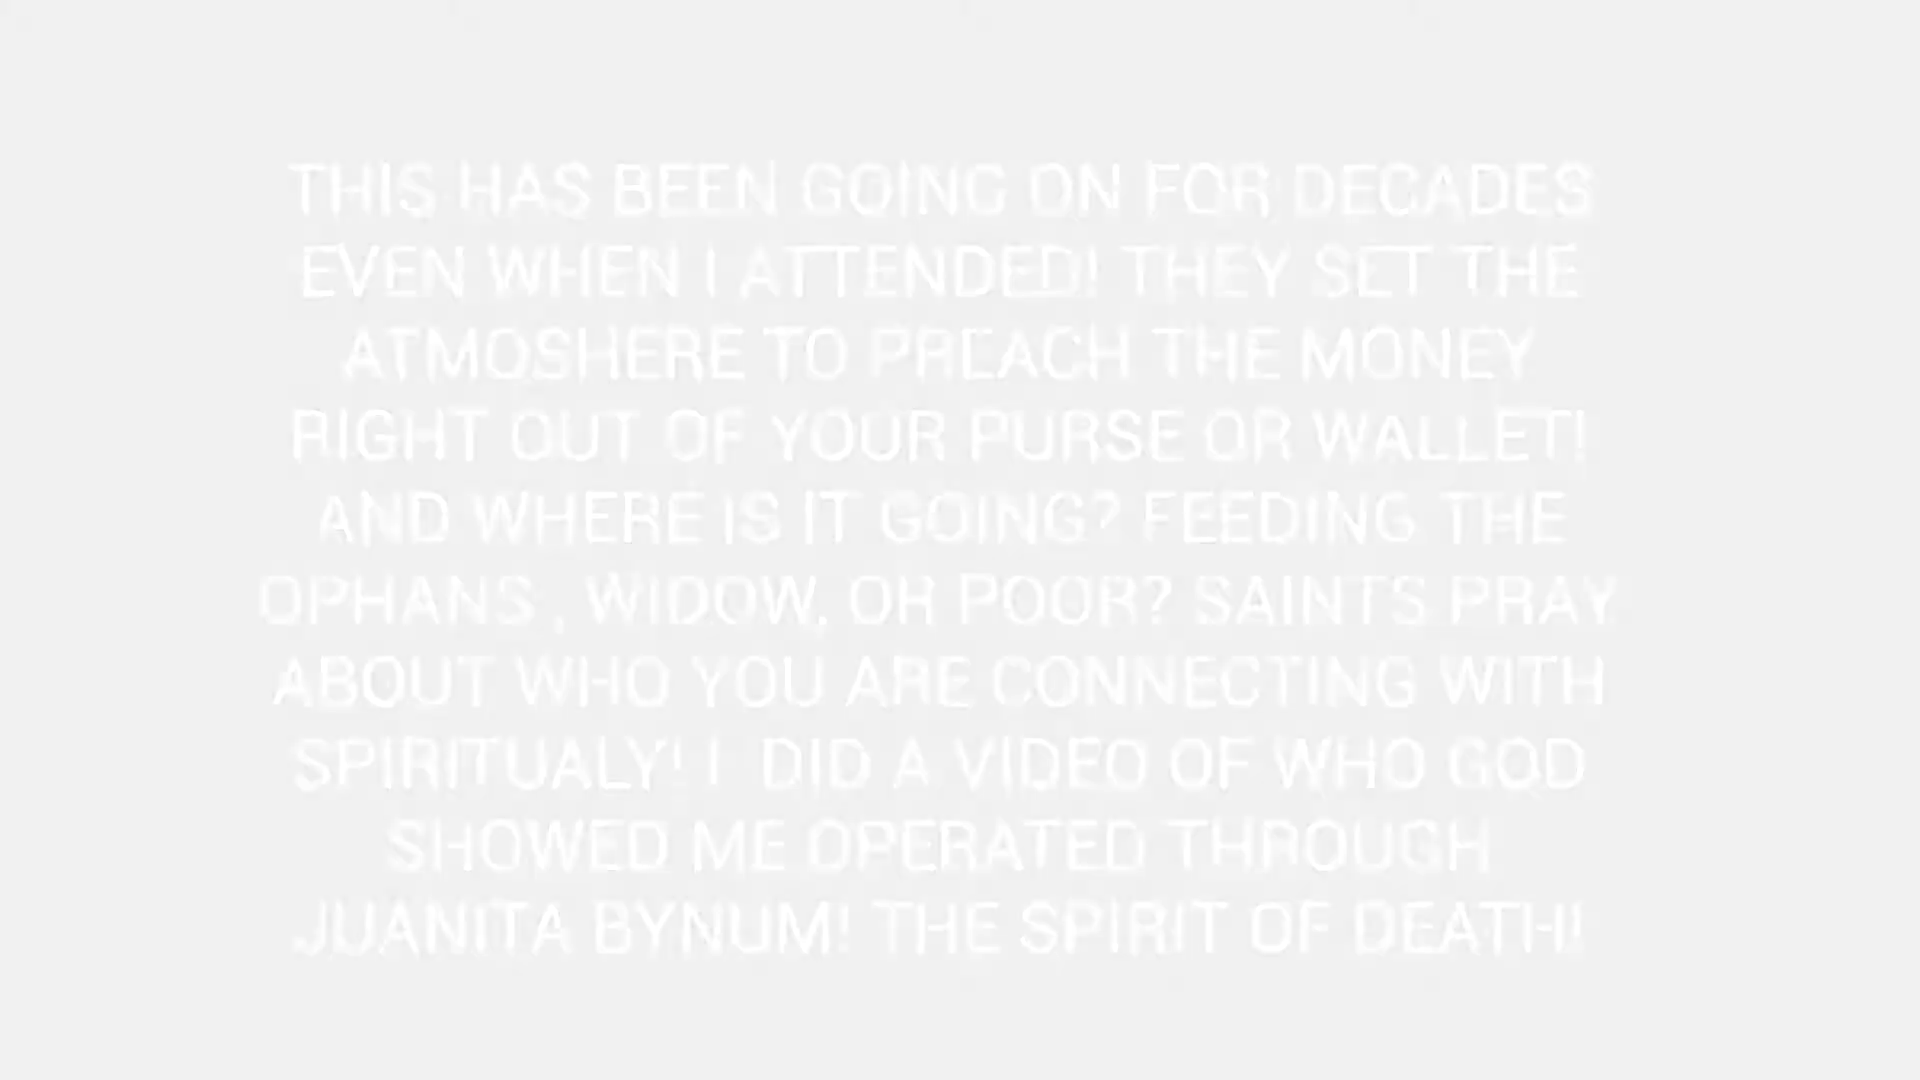 THIS HAS BEEN GOING ON FOR DECADES
EVEN WHEN I ATTENDED! THEY SET THE
ATMOSHERE TO PREACH THE MONEY
RIGHT OUT OF YOUR PURSE OR WALLET!
AND WHERE IS IT GOING? FEEDING THE
OPHANS , WIDOW, OR POOR? SAINTS PRAY
ABOUT WHO YOU ARE CONNECTING WITH
SPIRITUALY! I  DID A VIDEO OF WHO GOD
SHOWED ME OPERATED THROUGH
JUANITA BYNUM! THE SPIRIT OF DEATH!